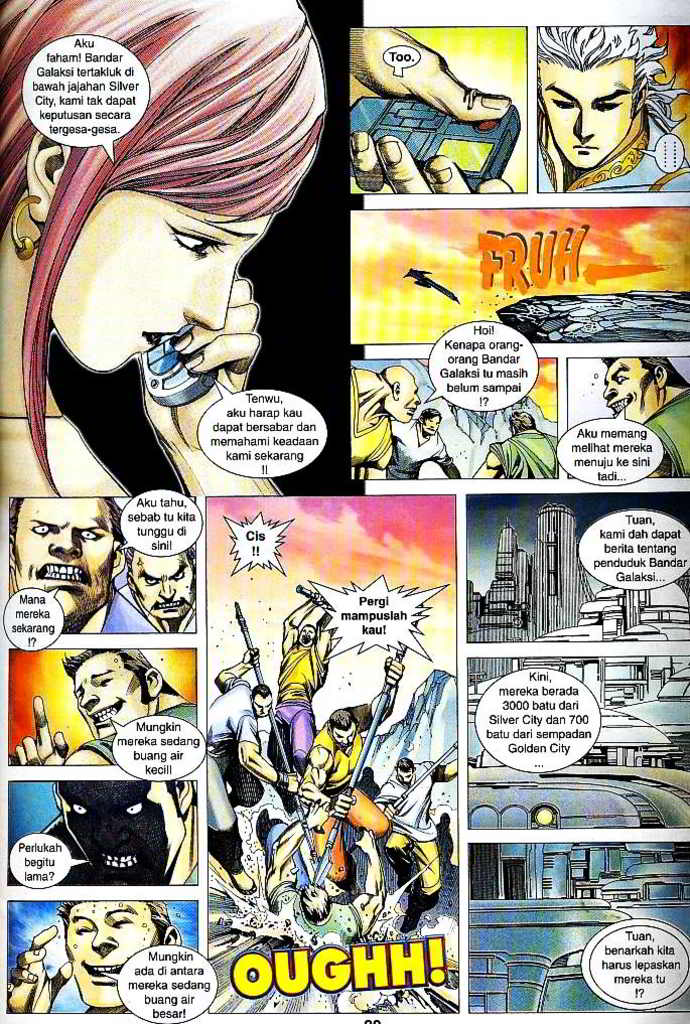 Aku
faham! Bandar
Galaksi tertakluk di
bawah jajahan Silver
City, kami tak dapat
keputusan secara
tergesa-gesa.
Tenwu,
aku harap kau
dapat bersabar dan
memahami keadaan
kami sekarang
!!
Too.
........
FRUH
Hoi!
Kenapa orang-
orang Bandar
Galaksi tu masih
belum sampai
!?
Aku memang
melihat mereka
menuju ke sini
tadi...
Mana
mereka
sekarang
!?
Aku tahu,
sebab tu kita
tunggu di
sini!
Mungkin
mereka sedang
buang air
kecil!
Perlukah
begitu
lama?
Mungkin
ada di antara
mereka sedang
buang air
besar!
Cis
!!
Pergi
mampuslah
kau!
OUGHH!
Tuan,
kami dah dapat
berita tentang
penduduk Bandar
Galaksi...
Kini,
mereka berada
3000 batu dari
Silver City dan 700
batu dari sempadan
Golden City
...
Tuan,
benarkah kita
harus lepaskan
mereka tu
!?